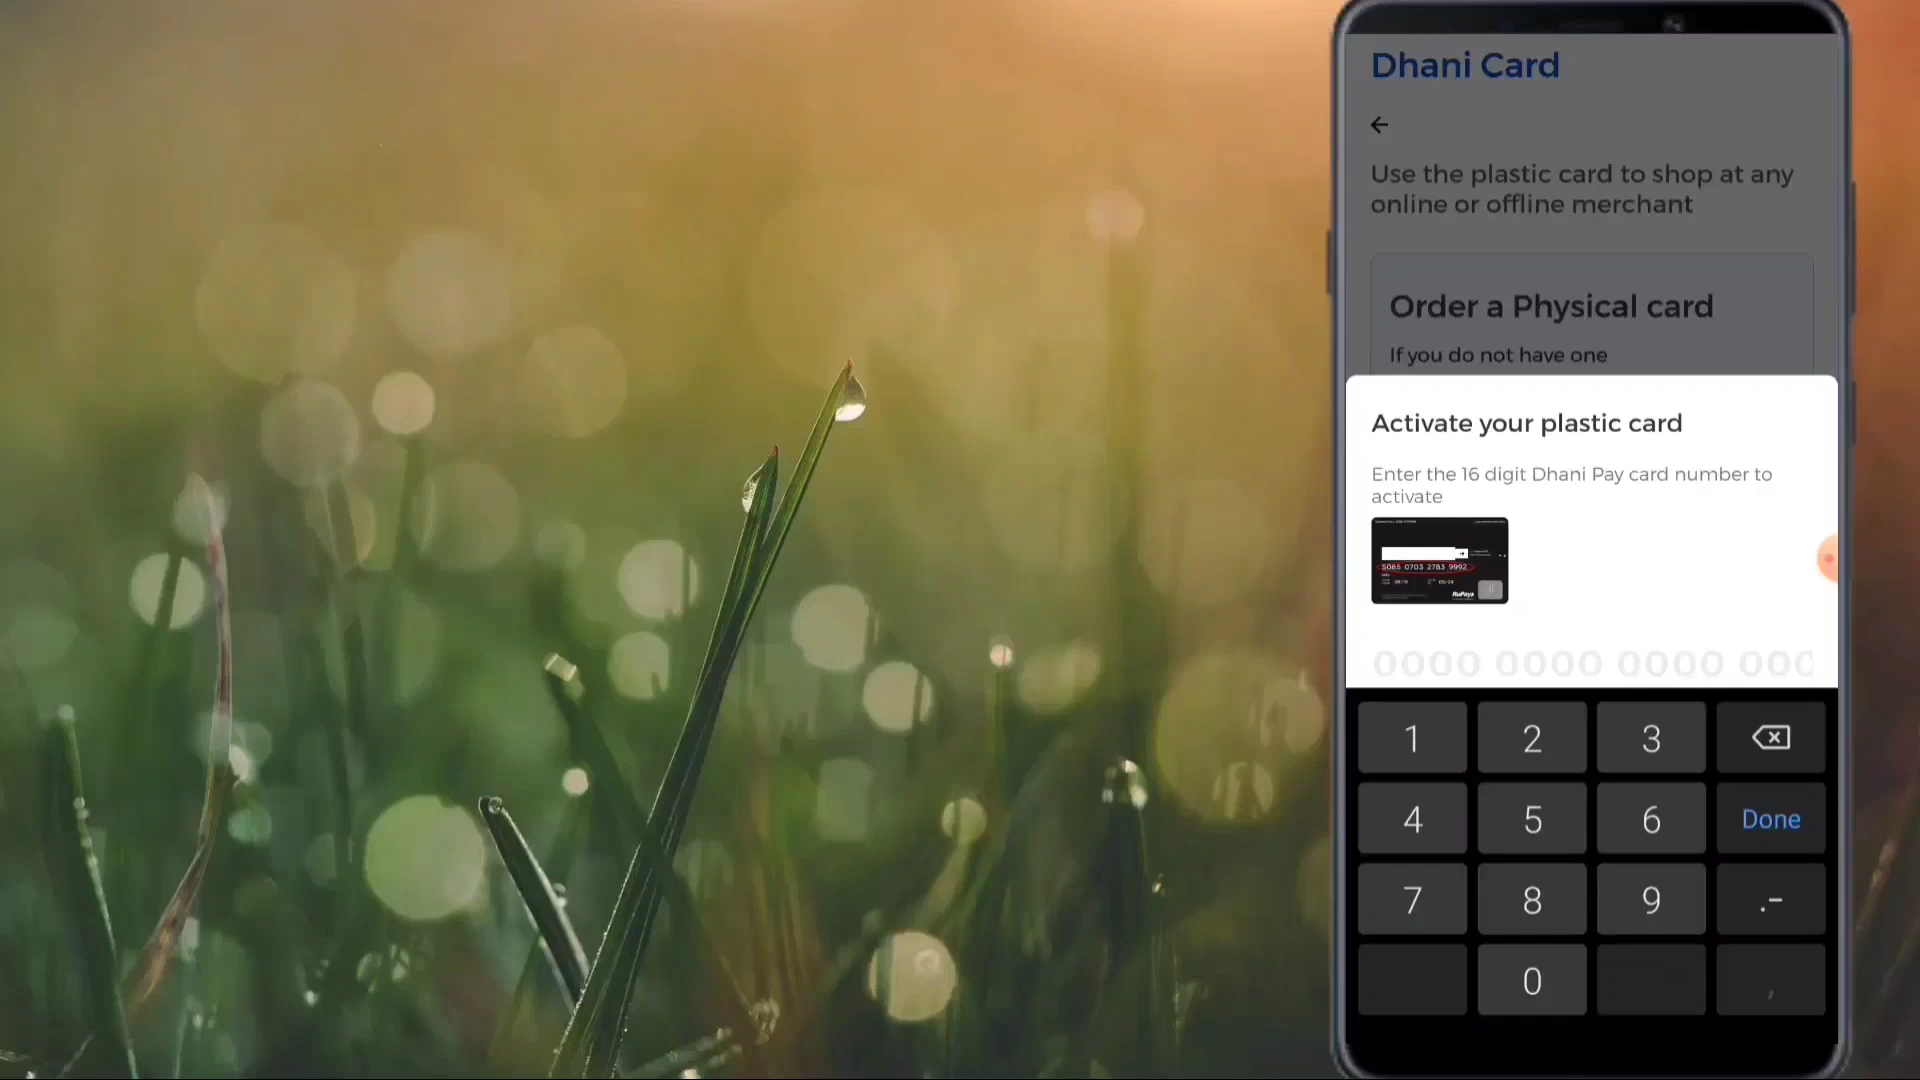 Dhani Card
Use the plastic card to shop at any
online or offline merchant
Order a Physical card
If you do not have one
Activate your plastic card
Enter the 16 digit Dhani Pay card number to
activate
5085 0703 2783 9992
RuPay
0000 0000 0000 000
1 2 3
4 5 6 Done
7 8 9 .-
0 ,